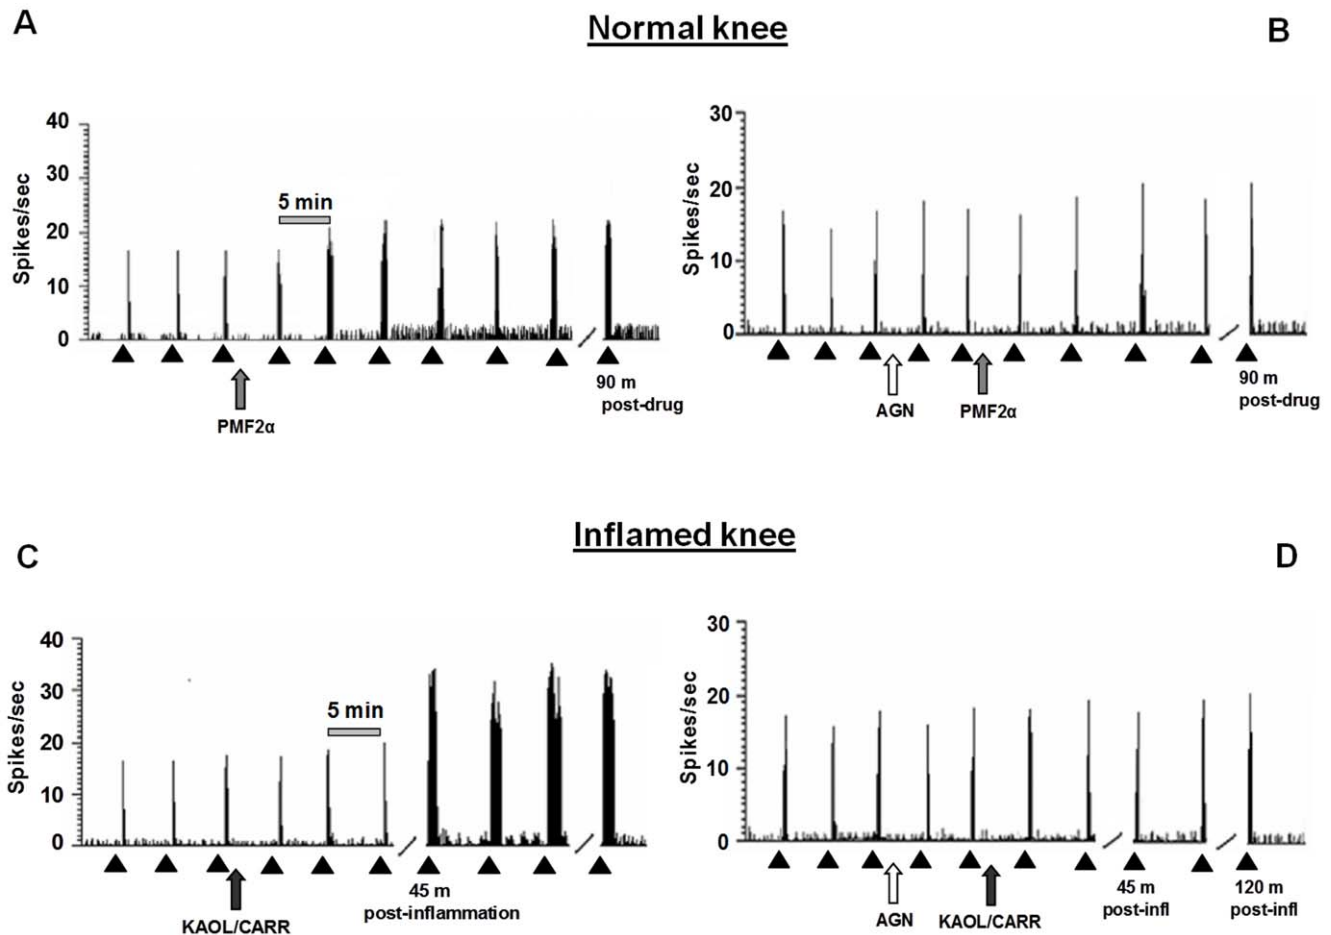 A
Normal knee
B
40
30
20
10
0
Spikes/sec
5 min
PMF2α
90 m
post-drug
30
20
10
0
Spikes/sec
AGN
PMF2α
90 m
post-drug
Inflamed knee
C
D
40
30
20
10
0
Spikes/sec
5 min
KAOL/CARR
45 m
post-inflammation
30
20
10
0
Spikes/sec
AGN
KAOL/CARR
45 m
post-infl
120 m
post-infl